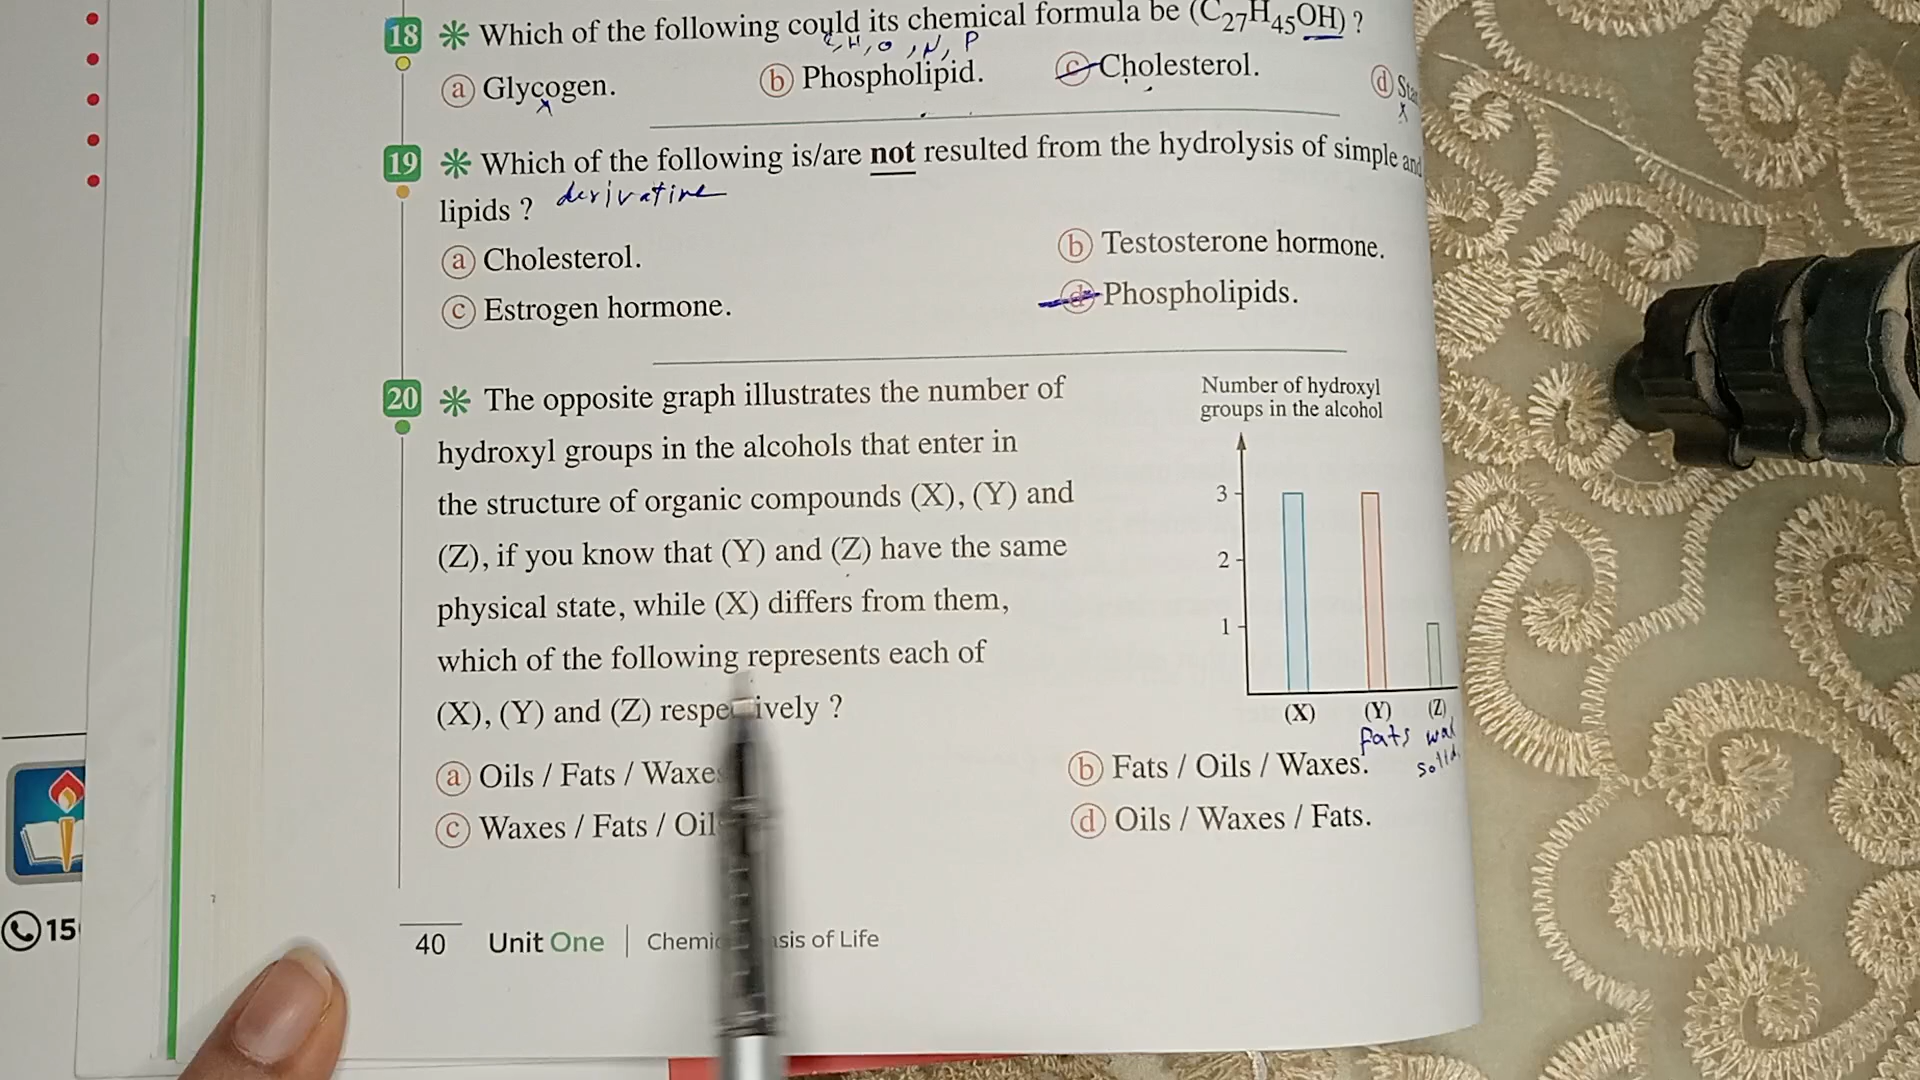 18 * Which of the following could its chemical formula be (C27H45OH) ?
C, H, O, N, P
a Glycogen. b Phospholipid. c Cholesterol. d
x x
19 * Which of the following is/are not resulted from the hydrolysis of simple and
lipids ? derivative
a Cholesterol. b Testosterone hormone.
c Estrogen hormone. d Phospholipids.
20 * The opposite graph illustrates the number of
hydroxyl groups in the alcohols that enter in
the structure of organic compounds (X), (Y) and
(Z), if you know that (Y) and (Z) have the same
physical state, while (X) differs from them,
which of the following represents each of
(X), (Y) and (Z) respectively ?
Number of hydroxyl
groups in the alcohol
3
2
1
(X) (Y) (Z)
fats
solid
a Oils / Fats / Waxes b Fats / Oils / Waxes.
c Waxes / Fats / Oil d Oils / Waxes / Fats.
40 Unit One | of Life
15